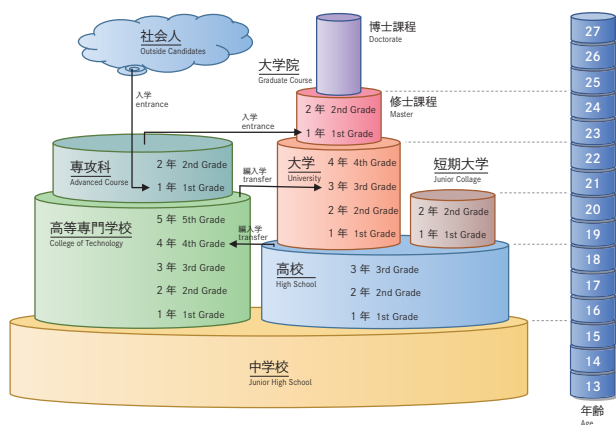 社会人
Outside Candidates
入学
entrance
博士課程
Doctorate
大学院
Graduate Course
2 年 2nd Grade
1 年 1st Grade
修士課程
Master
入学
entrance
専攻科
Advanced Course
2 年 2nd Grade
1 年 1st Grade
編入学
transfer
大学
University
4 年 4th Grade
3 年 3rd Grade
2 年 2nd Grade
1 年 1st Grade
短期大学
Junior Collage
2 年 2nd Grade
1 年 1st Grade
高等専門学校
College of Technology
5 年 5th Grade
4 年 4th Grade
3 年 3rd Grade
2 年 2nd Grade
1 年 1st Grade
編入学
transfer
高校
High School
3 年 3rd Grade
2 年 2nd Grade
1 年 1st Grade
中学校
Junior High School
27
26
25
24
23
22
21
20
19
18
17
16
15
14
13
年齢
Age